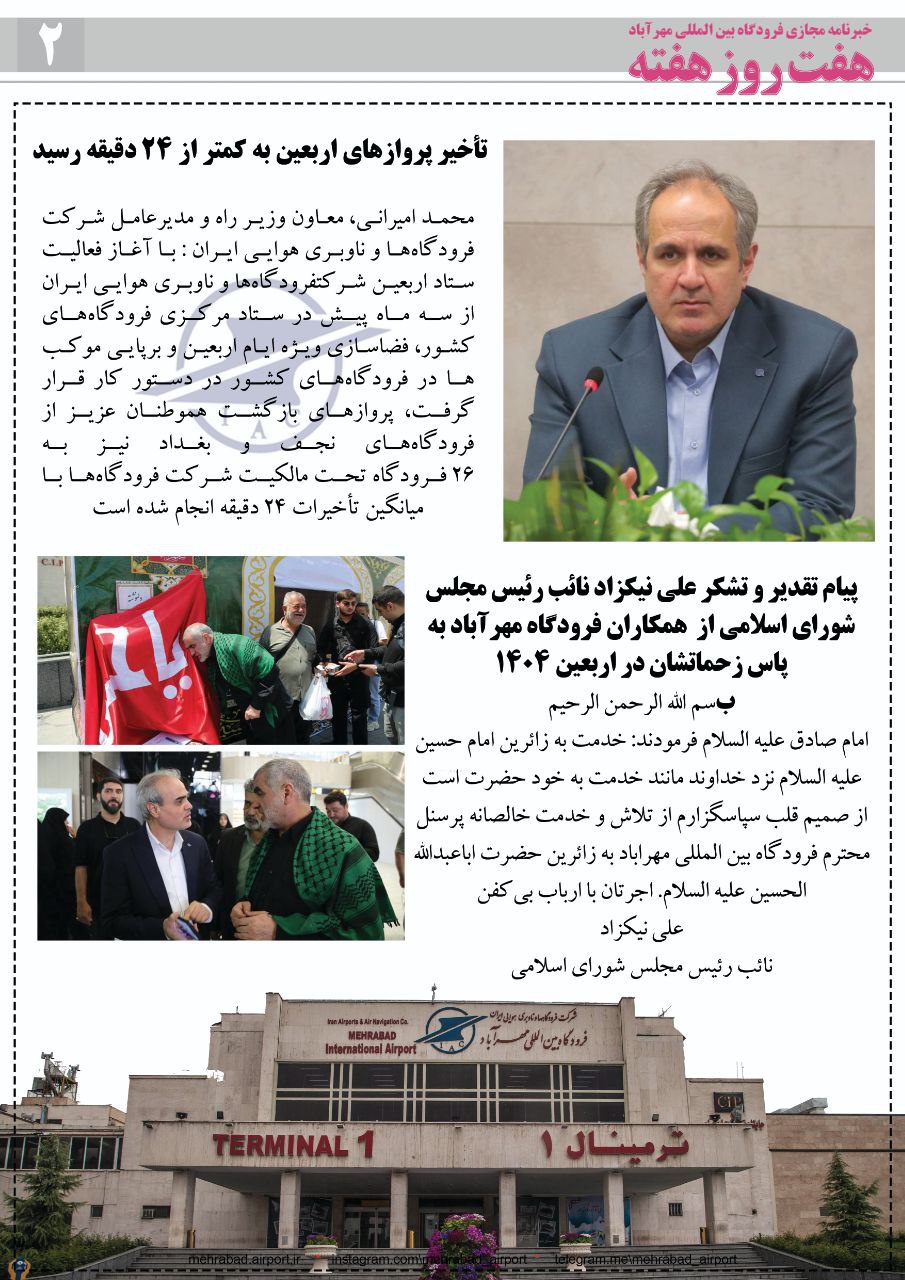 خبرنامه مجازی فرودگاه بین المللی مهرآباد
هفت روز هفته
۲
تأخیر پروازهای اربعین به کمتر از ۲۴ دقیقه رسید
محمد امیرانی، معاون وزیر راه و مدیرعامل شرکت
فرودگاه‌ها و ناوبری هوایی ایران : با آغاز فعالیت
ستاد اربعین شرکتفرودگاه‌ها و ناوبری هوایی ایران
از سه ماه پیش در ستاد مرکزی فرودگاه‌های
کشور، فضاسازی ویژه ایام اربعین و برپایی موکب
ها در فرودگاه‌های کشور در دستور کار قرار
گرفت، پروازهای بازگشت هموطنان عزیز از
فرودگاه‌های نجف و بغداد نیز به
۲۶ فرودگاه تحت مالکیت شرکت فرودگاه‌ها با
میانگین تأخیرات ۲۴ دقیقه انجام شده است
IAC
C.I.P
پیام تقدیر و تشکر علی نیکزاد نائب رئیس مجلس
شورای اسلامی از همکاران فرودگاه مهرآباد به
پاس زحماتشان در اربعین ۱۴۰۴
بسم الله الرحمن الرحیم
امام صادق علیه السلام فرمودند: خدمت به زائرین امام حسین
علیه السلام نزد خداوند مانند خدمت به خود حضرت است
از صمیم قلب سپاسگزارم از تلاش و خدمت خالصانه پرسنل
محترم فرودگاه بین المللی مهراباد به زائرین حضرت اباعبدالله
الحسین علیه السلام. اجرتان با ارباب بی‌کفن
علی نیکزاد
نائب رئیس مجلس شورای اسلامی
شرکت فرودگاهها و ناوبری هوایی ایران
فرودگاه بین المللی مهرآباد
Iran Airports & Air Navigation Co.
MEHRABAD
International Airport
IAC
CIP
TERMINAL 1
ترمینال ۱
mehrabad.airport.ir
instagram.com\mehrabad_airport
telegram.me\mehrabad_airport